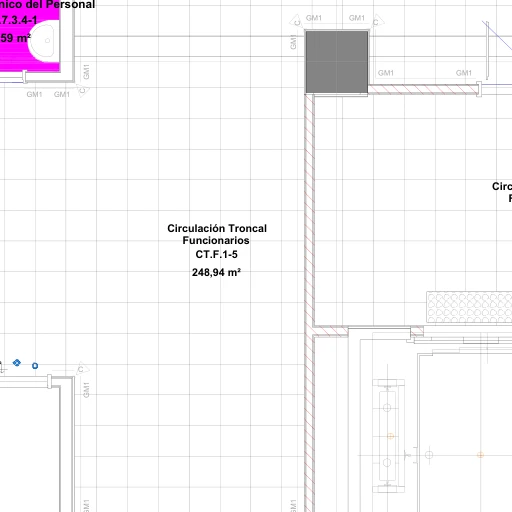 nico del Personal
.7.3.4-1
59 m²
GM1
GM1
C
C
GM1
GM1
GM1
GM1
GM1
GM1
C
GM1
Circ
F
Circulación Troncal
Funcionarios
CT.F.1-5
248,94 m²
C
GM1
GM1
GM1